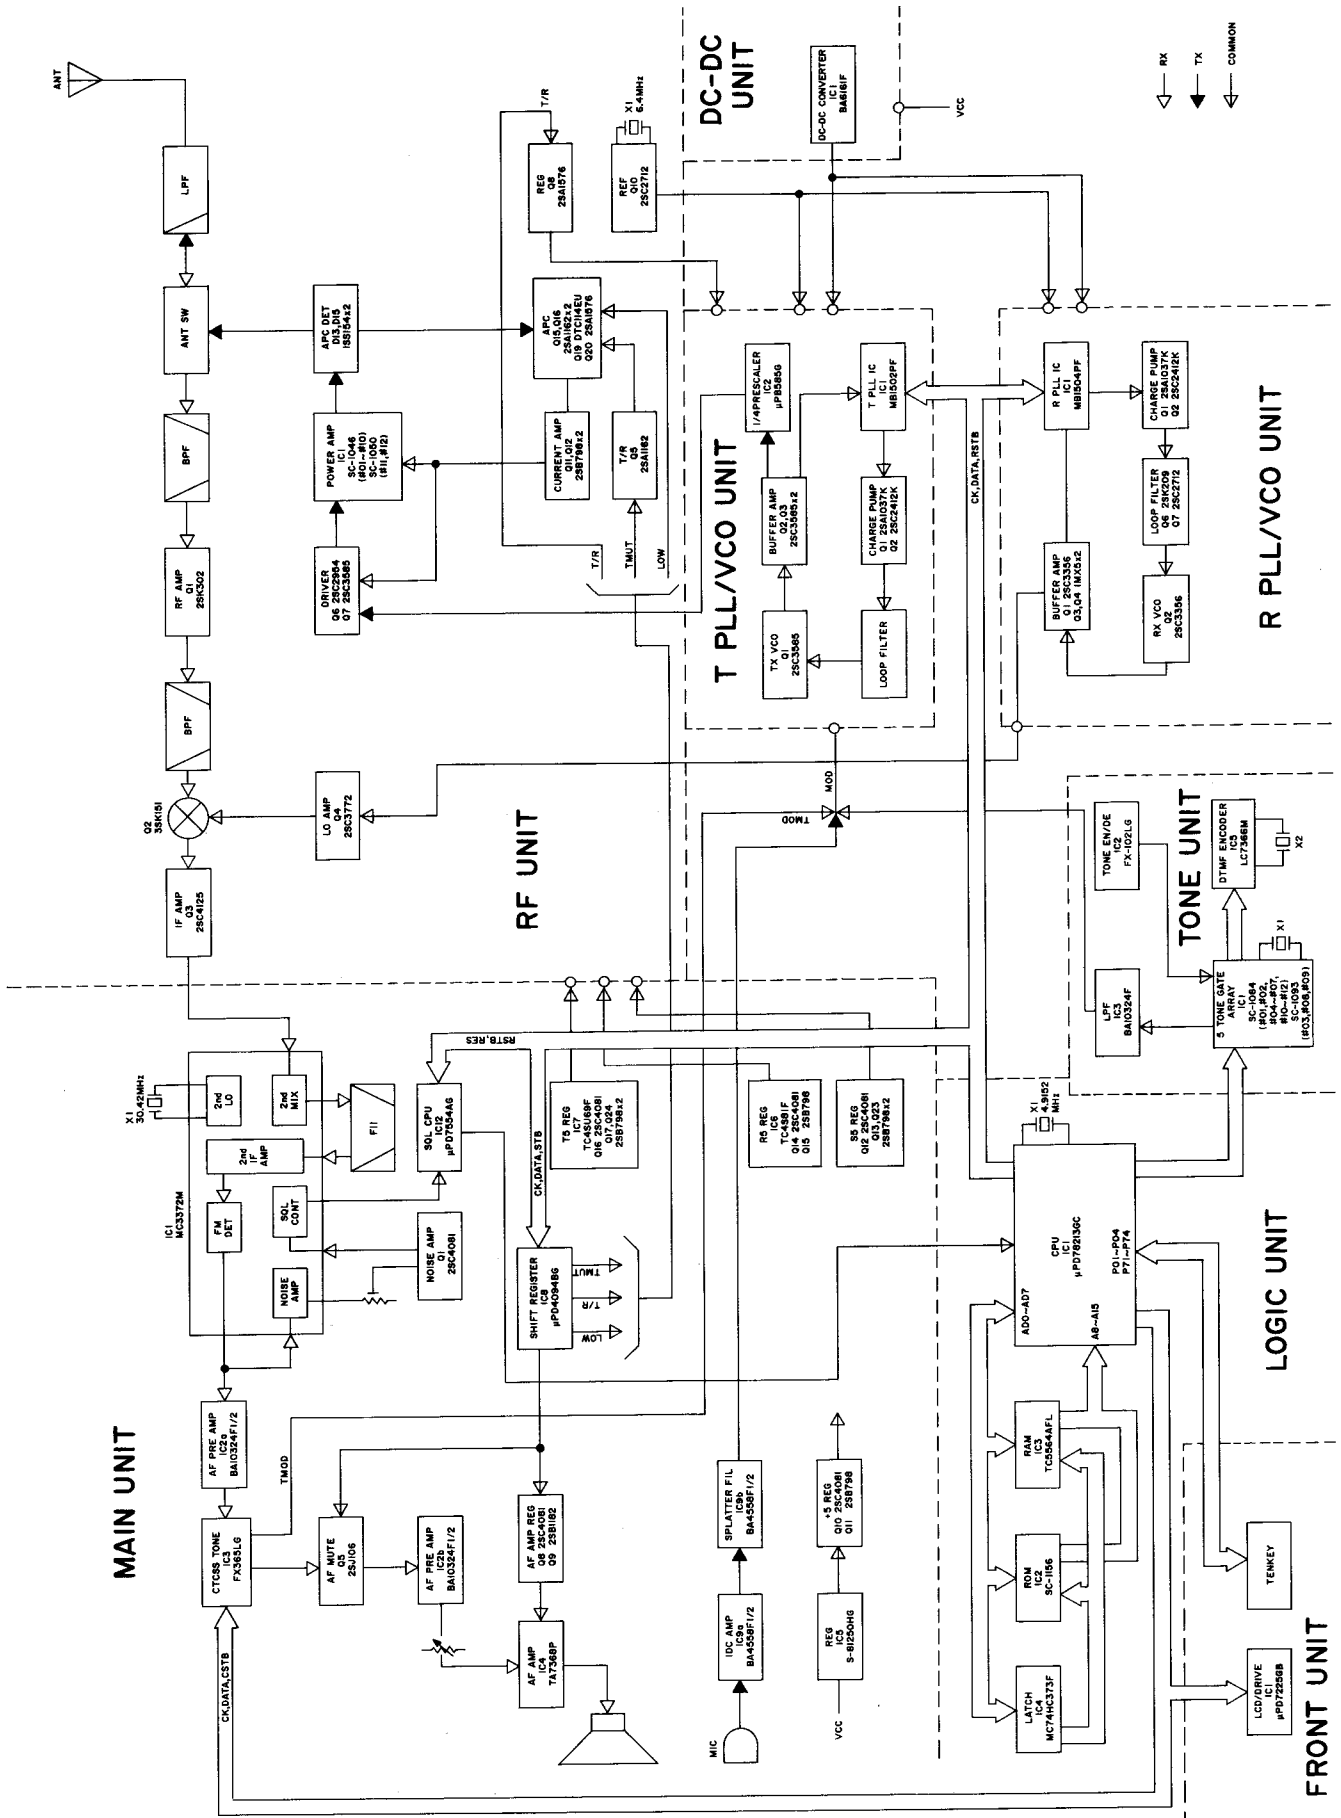 MAIN UNIT
CTCSS TONE
IC3
FX365LG
AF PRE AMP
IC2a
BA10324F1/2
IC1
MC3372M
NOISE
AMP
FM
DET
SQL
CONT
2nd
IF
AMP
2nd
LO
2nd
MIX
X1
30.42MHz
FI1
NOISE AMP
Q1
2SC4081
SQL CPU
IC12
μPD7554AG
CK,DATA,CSTB
TMOD
AF MUTE
Q5
2SJ106
AF PRE AMP
IC2b
BA10324F1/2
AF AMP
IC4
TA7368P
AF AMP REG
Q8 2SC4081
Q9 2SB1182
SHIFT REGISTER
IC8
μPD4094BG
LOW
T/R
TMUT
CK,DATA,STB
RSTB,RES
T5 REG
IC7
TC4SU69F
Q16 2SC4081
Q17,Q24
2SB798x2
R5 REG
IC6
TC4S81F
Q14 2SC4081
Q15 2SB798
S5 REG
Q12 2SC4081
Q13,Q23
2SB798x2
MIC
IDC AMP
IC9a
BA4558F1/2
SPLATTER FIL
IC9b
BA4558F1/2
VCC
REG
IC5
S-81250HG
+5 REG
Q10 2SC4081
Q11 2SB798
RF UNIT
ANT
LPF
ANT SW
BPF
RF AMP
Q1
2SK302
BPF
Q2
3SK151
IF AMP
Q3
2SC4125
LO AMP
Q4
2SC3772
DRIVER
Q6 2SC2954
Q7 2SC3585
POWER AMP
IC1
SC-1046
(#01~#10)
SC-1050
(#11,#12)
APC DET
D13,D15
1SS154x2
CURRENT AMP
Q11,Q12
2SB798x2
APC
Q15,Q16
2SA1162x2
Q19 DTC114EU
Q20 2SA1576
T/R
Q5
2SA1162
T/R
TMUT
LOW
T/R
REG
Q8
2SA1576
REF
Q10
2SC2712
X1
6.4MHz
DC-DC
UNIT
DC-DC CONVERTER
IC1
BA6161F
VCC
RX
TX
COMMON
T PLL/VCO UNIT
TX VCO
Q1
2SC3585
BUFFER AMP
Q2,Q3
2SC3585x2
1/4PRESCALER
IC2
μPB585G
LOOP FILTER
CHARGE PUMP
Q1 2SA1037K
Q2 2SC2412K
T PLL IC
IC1
MB1502PF
CK,DATA,RSTB
MOD
TMOD
R PLL/VCO UNIT
R PLL IC
IC1
MB1504PF
BUFFER AMP
Q1 2SC3356
Q3,Q4 IMX5x2
CHARGE PUMP
Q1 2SA1037K
Q2 2SC2412K
LOOP FILTER
Q6 2SK209
Q7 2SC2712
RX VCO
Q2
2SC3356
TONE UNIT
TONE EN/DE
IC2
FX-102LG
LPF
IC3
BA10324F
DTMF ENCODER
IC5
LC7366M
X2
5 TONE GATE
ARRAY
IC1
SC-1084
(#01,#02,
#04~#07,
#10~#12)
SC-1093
(#03,#08,#09)
X1
LOGIC UNIT
CPU
IC1
μPD78213GC
AD0~AD7
A8~A15
P01~P04
P71~P74
X1
4.9152
MHz
RAM
IC3
TC5564AFL
ROM
IC2
SC-1156
LATCH
IC4
MC74HC373F
FRONT UNIT
TENKEY
LCD/DRIVE
IC1
μPD7225GB